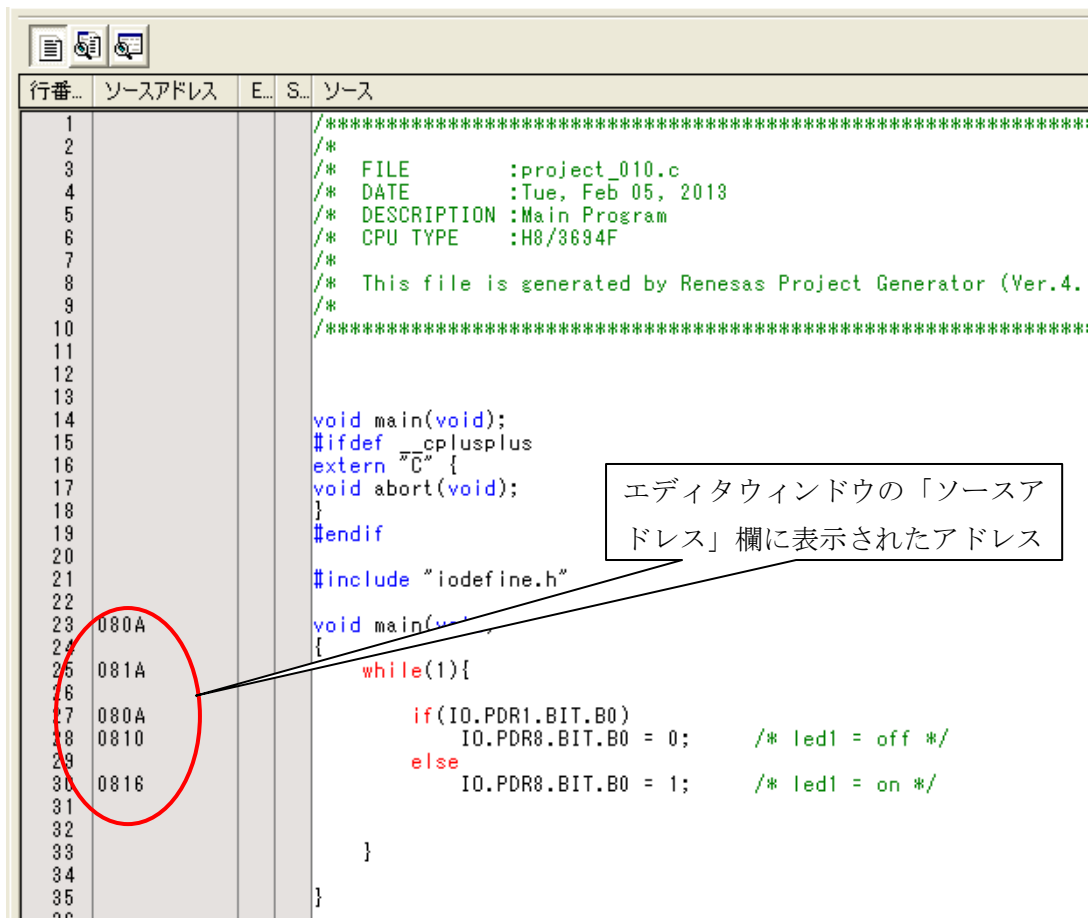 行番... ソースアドレス E... S... ソース
1 /**************************************************************
2 /*
3 /* FILE :project_010.c
4 /* DATE :Tue, Feb 05, 2013
5 /* DESCRIPTION :Main Program
6 /* CPU TYPE :H8/3694F
7 /*
8 /* This file is generated by Renesas Project Generator (Ver.4.
9 /*
10 /**************************************************************
11
12
13
14 void main(void);
15 #ifdef __cplusplus
16 extern "C" {
17 void abort(void);
18 }
19 #endif
エディタウィンドウの「ソースア
ドレス」欄に表示されたアドレス
20
21 #include "iodefine.h"
22
23 080A void main(void)
24 {
25 081A while(1){
26
27 080A if(IO.PDR1.BIT.B0)
28 0810 IO.PDR8.BIT.B0 = 0; /* led1 = off */
29 else
30 0816 IO.PDR8.BIT.B0 = 1; /* led1 = on */
31
32
33 }
34
35 }